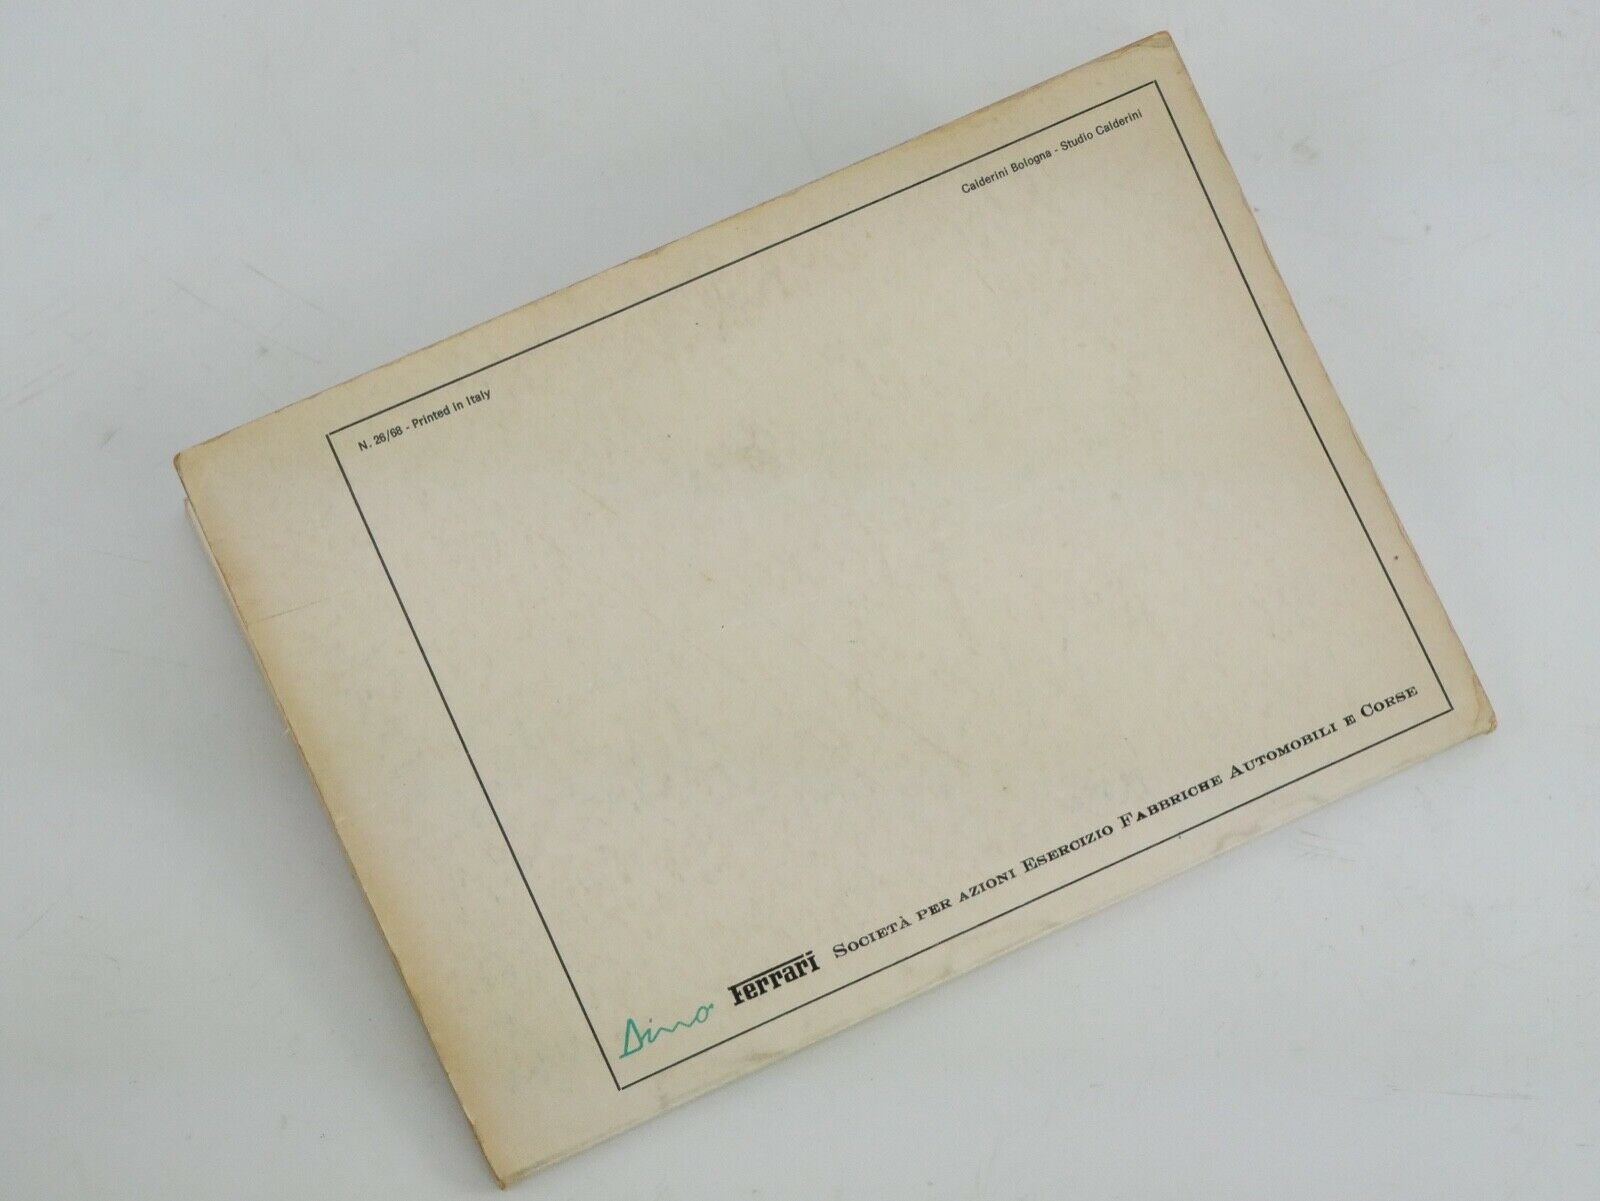 N. 26/68 - Printed in Italy
Calderini Bologna - Studio Calderini
Dino Ferrari Società per azioni Esercizio Fabbriche Automobili e Corse